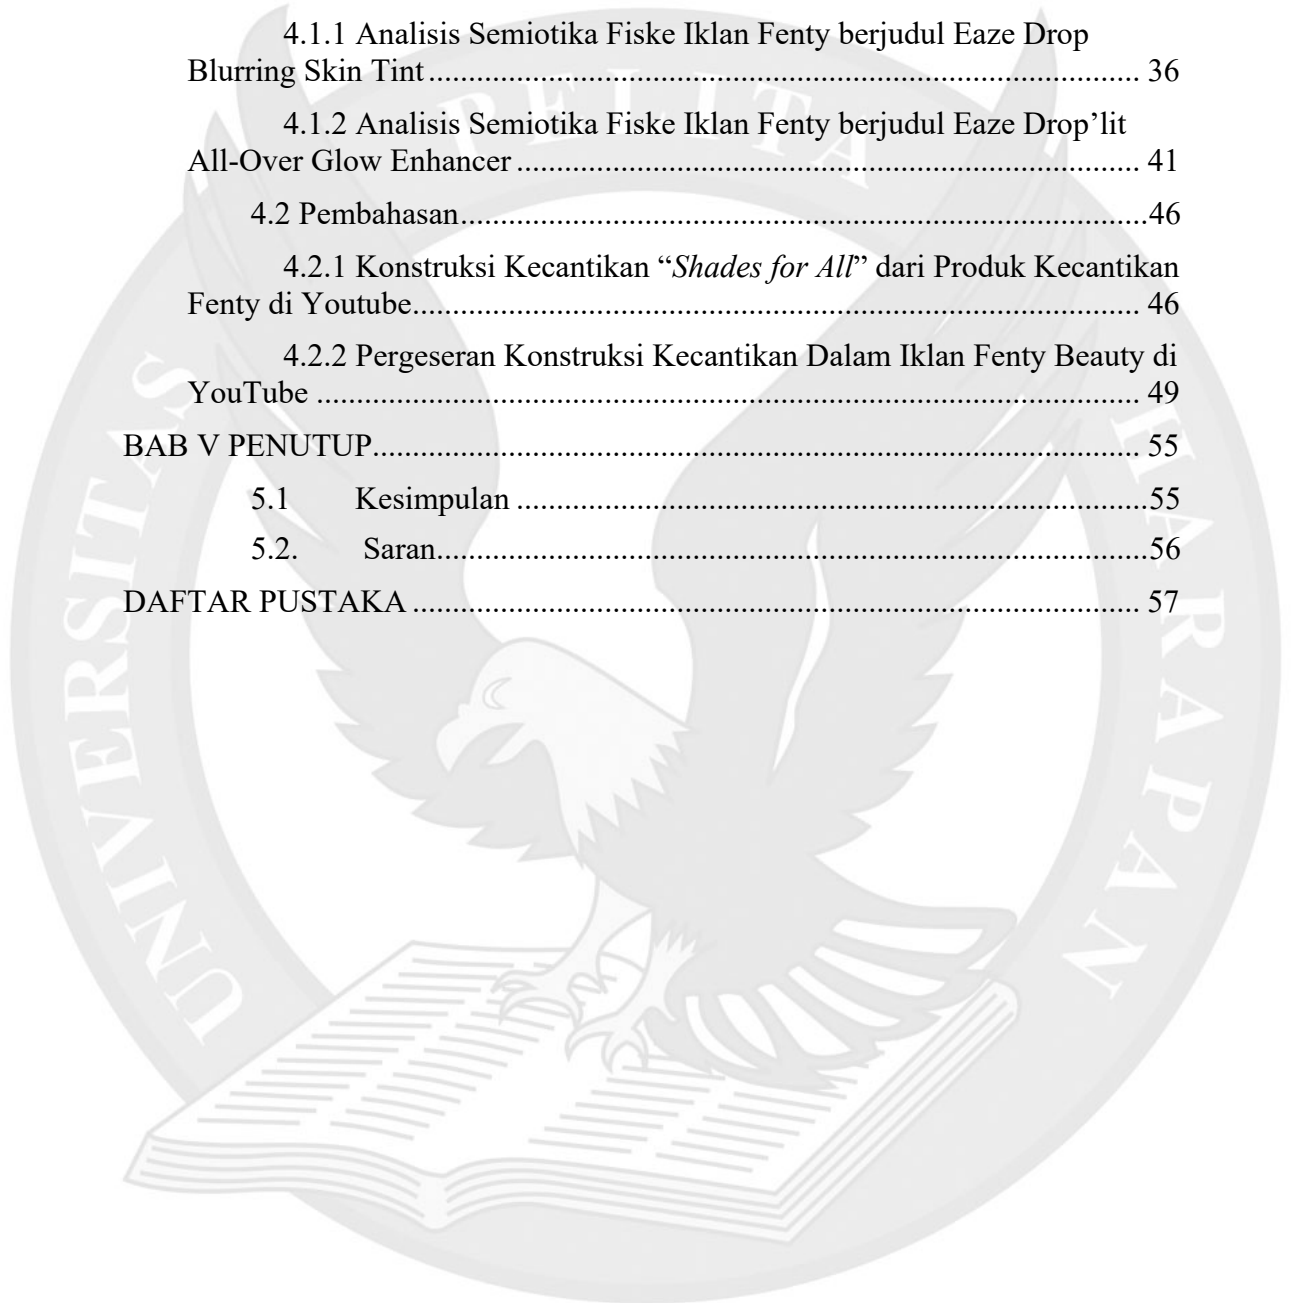 4.1.1 Analisis Semiotika Fiske Iklan Fenty berjudul Eaze Drop
Blurring Skin Tint.......................................................................................... 36
4.1.2 Analisis Semiotika Fiske Iklan Fenty berjudul Eaze Drop’lit
All-Over Glow Enhancer............................................................................... 41
4.2 Pembahasan.......................................................................................46
4.2.1 Konstruksi Kecantikan “Shades for All” dari Produk Kecantikan
Fenty di Youtube............................................................................................ 46
4.2.2 Pergeseran Konstruksi Kecantikan Dalam Iklan Fenty Beauty di
YouTube ........................................................................................................ 49
BAB V PENUTUP................................................................................................. 55
5.1 Kesimpulan ................................................................................55
5.2. Saran..........................................................................................56
DAFTAR PUSTAKA ............................................................................................ 57
UNIVERSITAS PELITA HARAPAN